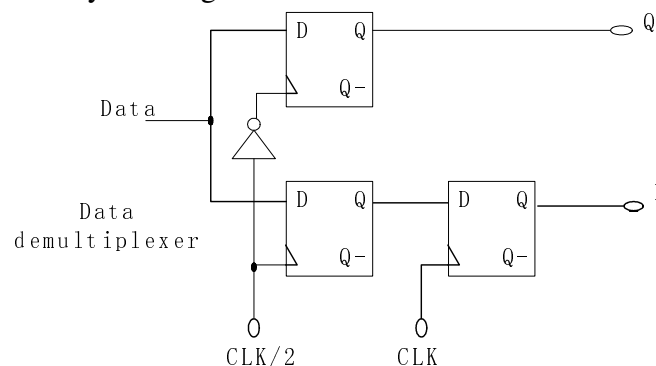 D Q Q
Q-
Data
D Q D Q
Data
demultiplexer
Q- Q-
CLK/2 CLK